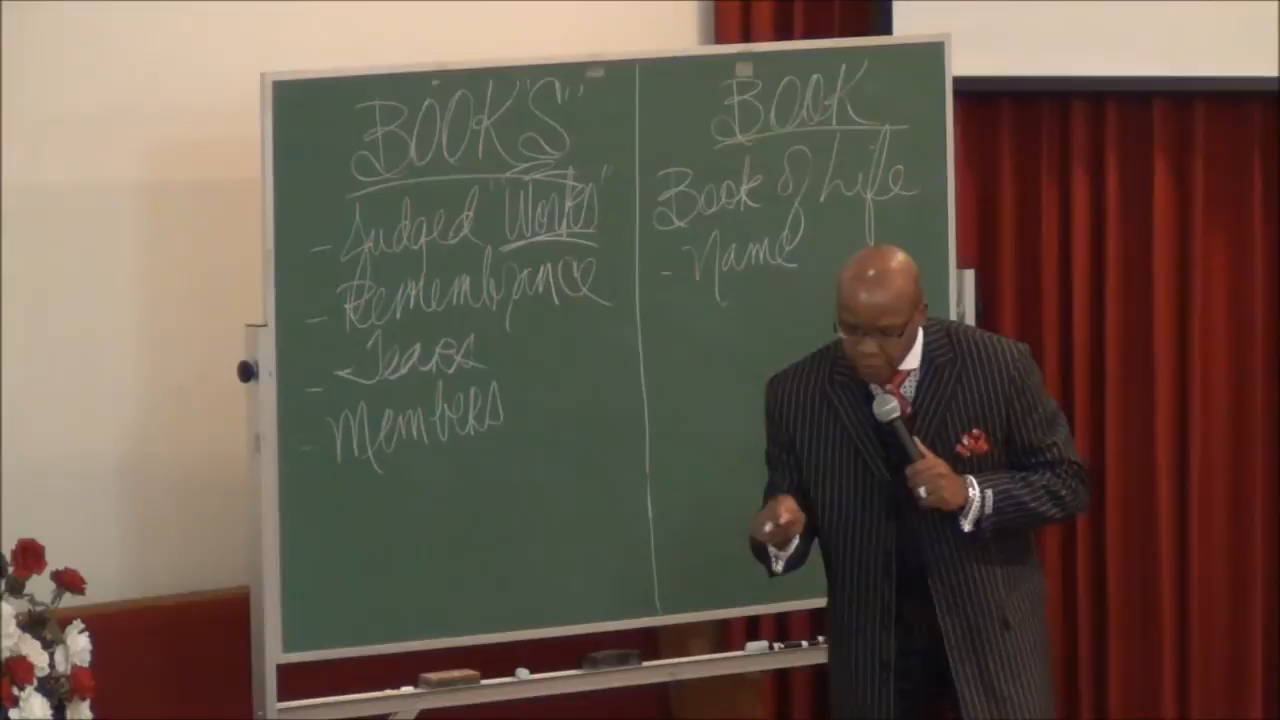 BOOK"S"
- Judged "Works"
- Remembrance
- Tears
- Members
BOOK
Book of Life
- Name